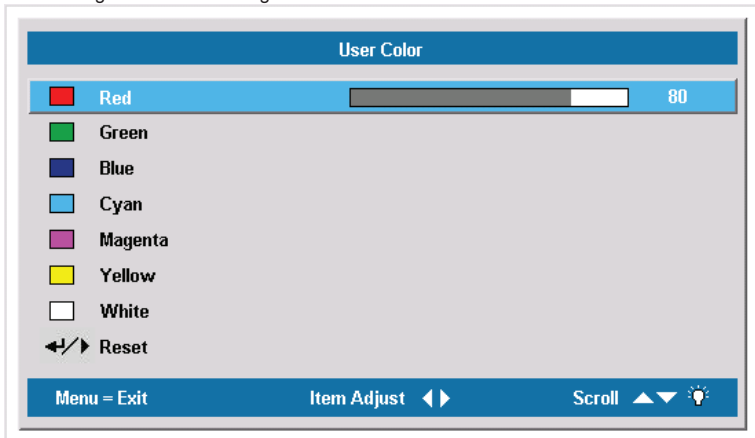 User Color
Red 80
Green
Blue
Cyan
Magenta
Yellow
White
Reset
Menu = Exit Item Adjust Scroll